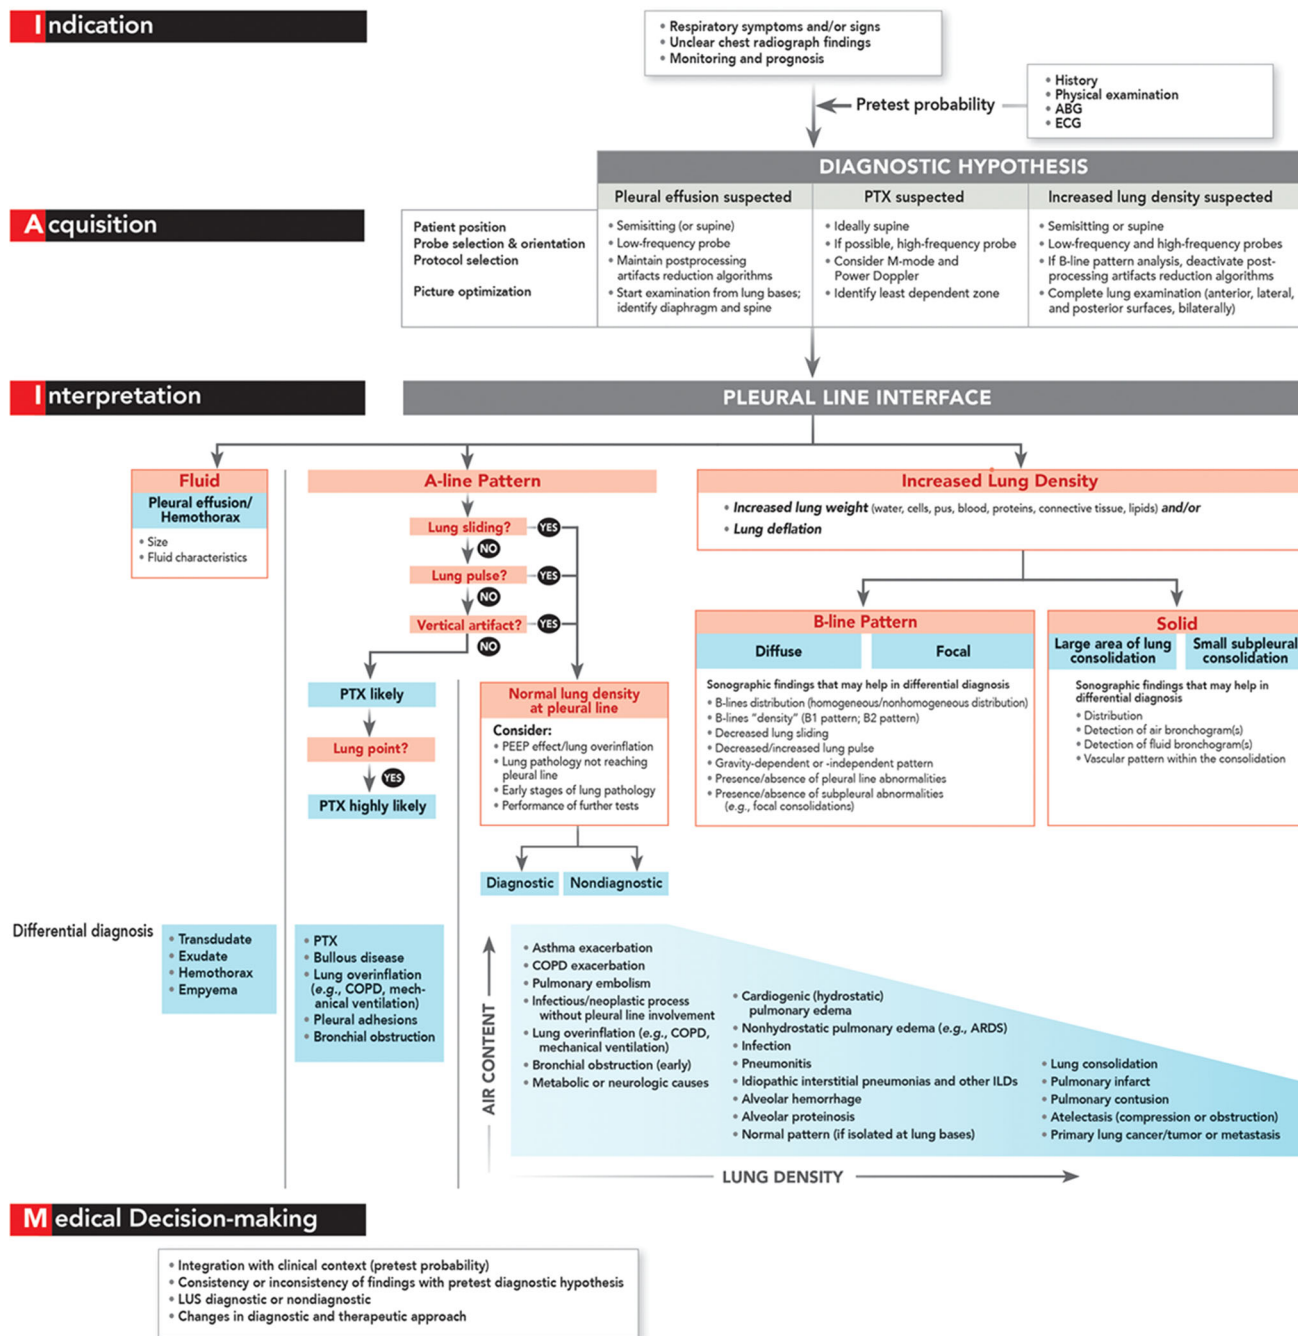 Indication
• Respiratory symptoms and/or signs
• Unclear chest radiograph findings
• Monitoring and prognosis
Pretest probability
• History
• Physical examination
• ABG
• ECG
DIAGNOSTIC HYPOTHESIS
Pleural effusion suspected
PTX suspected
Increased lung density suspected
Acquisition
Patient position
Probe selection & orientation
Protocol selection
Picture optimization
• Semisitting (or supine)
• Low-frequency probe
• Maintain postprocessing
artifacts reduction algorithms
• Start examination from lung bases;
identify diaphragm and spine
• Ideally supine
• If possible, high-frequency probe
• Consider M-mode and
Power Doppler
• Identify least dependent zone
• Semisitting or supine
• Low-frequency and high-frequency probes
• If B-line pattern analysis, deactivate post-
processing artifacts reduction algorithms
• Complete lung examination (anterior, lateral,
and posterior surfaces, bilaterally)
Interpretation
PLEURAL LINE INTERFACE
Fluid
Pleural effusion/
Hemothorax
• Size
• Fluid characteristics
A-line Pattern
Lung sliding?
YES
NO
Lung pulse?
YES
NO
Vertical artifact?
YES
NO
PTX likely
Lung point?
YES
PTX highly likely
Normal lung density
at pleural line
Consider:
• PEEP effect/lung overinflation
• Lung pathology not reaching
pleural line
• Early stages of lung pathology
• Performance of further tests
Diagnostic
Nondiagnostic
Increased Lung Density
• Increased lung weight (water, cells, pus, blood, proteins, connective tissue, lipids) and/or
• Lung deflation
B-line Pattern
Diffuse
Focal
Sonographic findings that may help in differential diagnosis
• B-lines distribution (homogeneous/nonhomogeneous distribution)
• B-lines “density” (B1 pattern; B2 pattern)
• Decreased lung sliding
• Decreased/increased lung pulse
• Gravity-dependent or -independent pattern
• Presence/absence of pleural line abnormalities
• Presence/absence of subpleural abnormalities
(e.g., focal consolidations)
Solid
Large area of lung
consolidation
Small subpleural
consolidation
Sonographic findings that may help in
differential diagnosis
• Distribution
• Detection of air bronchogram(s)
• Detection of fluid bronchogram(s)
• Vascular pattern within the consolidation
Differential diagnosis
• Transdudate
• Exudate
• Hemothorax
• Empyema
• PTX
• Bullous disease
• Lung overinflation
(e.g., COPD, mech-
anical ventilation)
• Pleural adhesions
• Bronchial obstruction
AIR CONTENT
• Asthma exacerbation
• COPD exacerbation
• Pulmonary embolism
• Infectious/neoplastic process
without pleural line involvement
• Lung overinflation (e.g., COPD,
mechanical ventilation)
• Bronchial obstruction (early)
• Metabolic or neurologic causes
• Cardiogenic (hydrostatic)
pulmonary edema
• Nonhydrostatic pulmonary edema (e.g., ARDS)
• Infection
• Pneumonitis
• Idiopathic interstitial pneumonias and other ILDs
• Alveolar hemorrhage
• Alveolar proteinosis
• Normal pattern (if isolated at lung bases)
• Lung consolidation
• Pulmonary infarct
• Pulmonary contusion
• Atelectasis (compression or obstruction)
• Primary lung cancer/tumor or metastasis
LUNG DENSITY
Medical Decision-making
• Integration with clinical context (pretest probability)
• Consistency or inconsistency of findings with pretest diagnostic hypothesis
• LUS diagnostic or nondiagnostic
• Changes in diagnostic and therapeutic approach